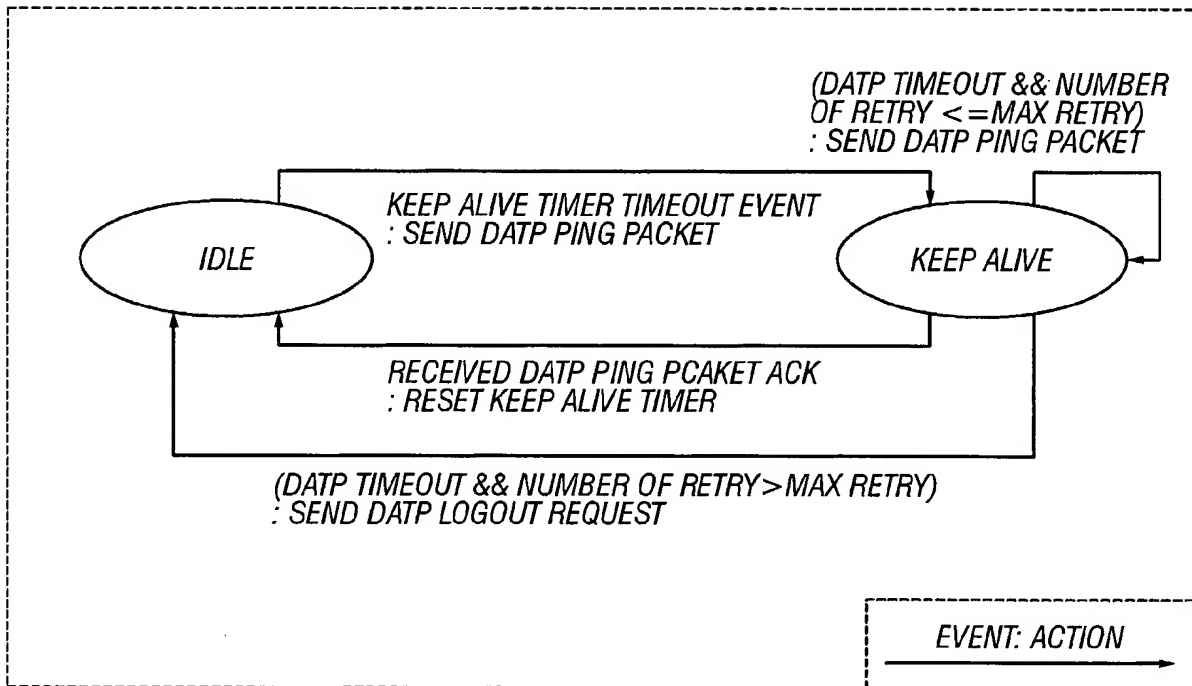 (DATP TIMEOUT && NUMBER
OF RETRY <=MAX RETRY)
: SEND DATP PING PACKET
KEEP ALIVE TIMER TIMEOUT EVENT
: SEND DATP PING PACKET
IDLE
KEEP ALIVE
RECEIVED DATP PING PCAKET ACK
: RESET KEEP ALIVE TIMER
(DATP TIMEOUT && NUMBER OF RETRY>MAX RETRY)
: SEND DATP LOGOUT REQUEST
EVENT: ACTION